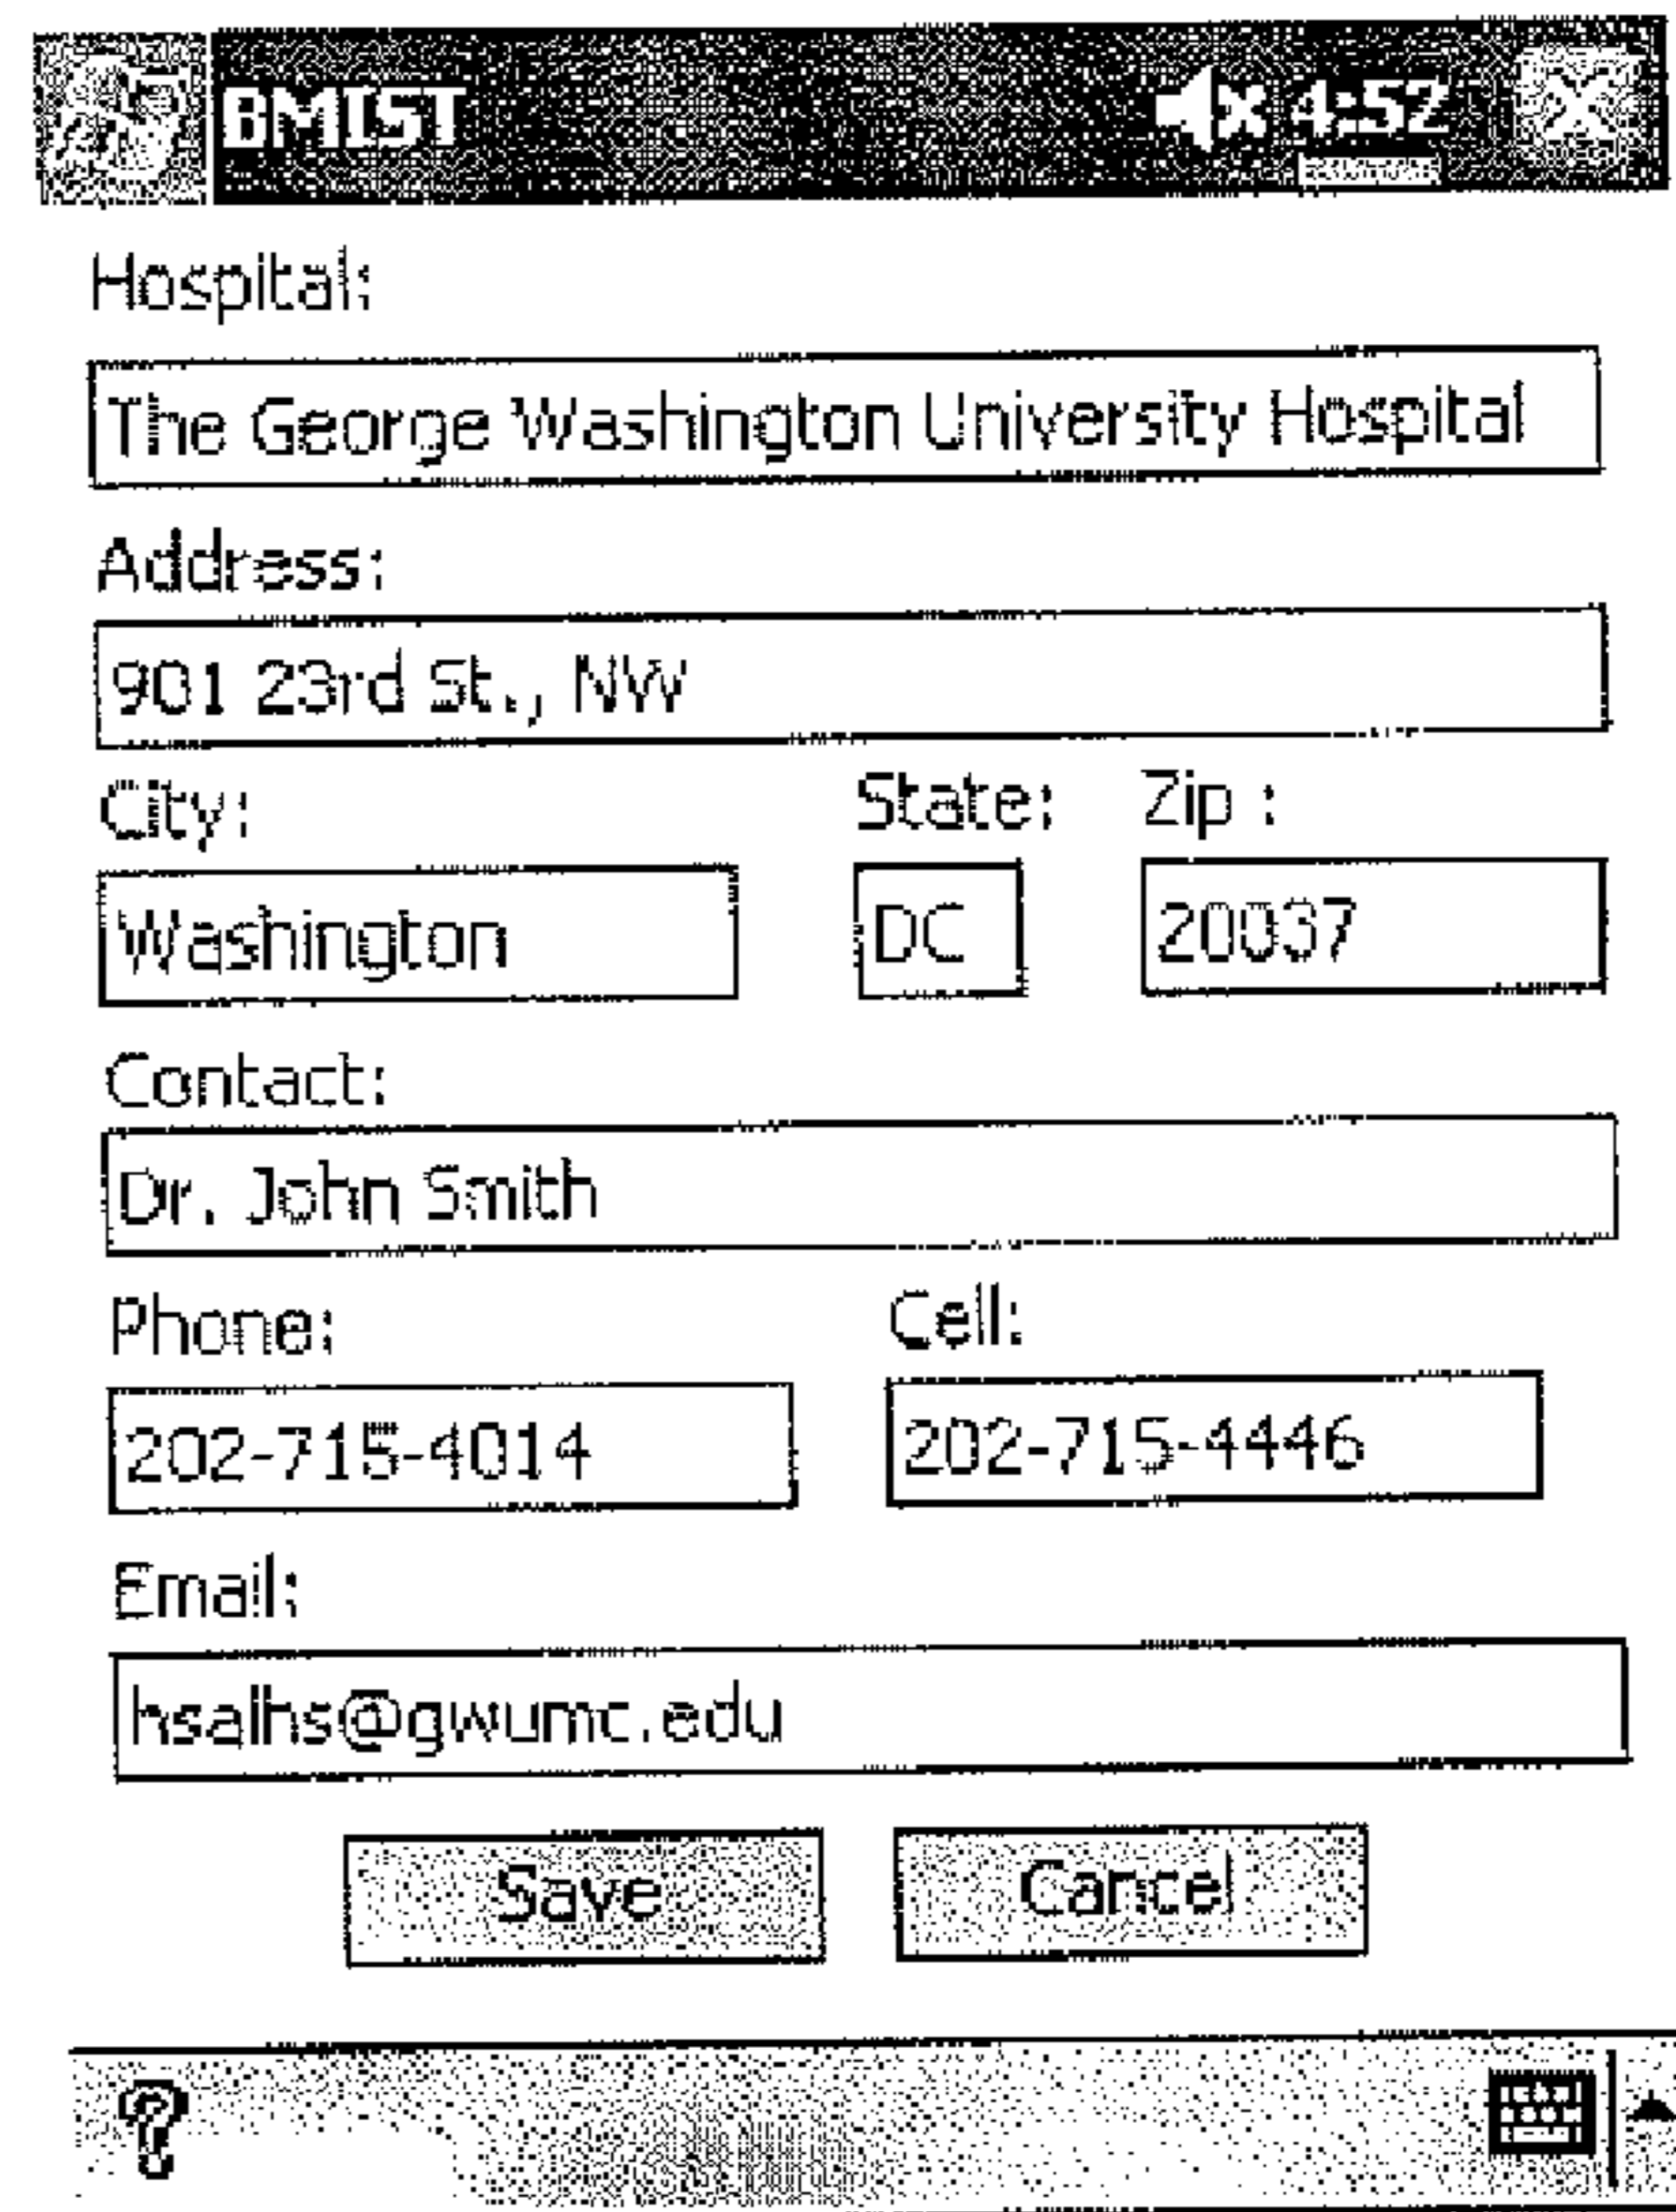 BMIST 4:52
Hospital:
The George Washington University Hospital
Address:
901 23rd St., NW
City: State: Zip :
Washington DC 20037
Contact:
Dr. John Smith
Phone: Cell:
202-715-4014 202-715-4446
Email:
ksalhs@gwumc.edu
Save Cancel